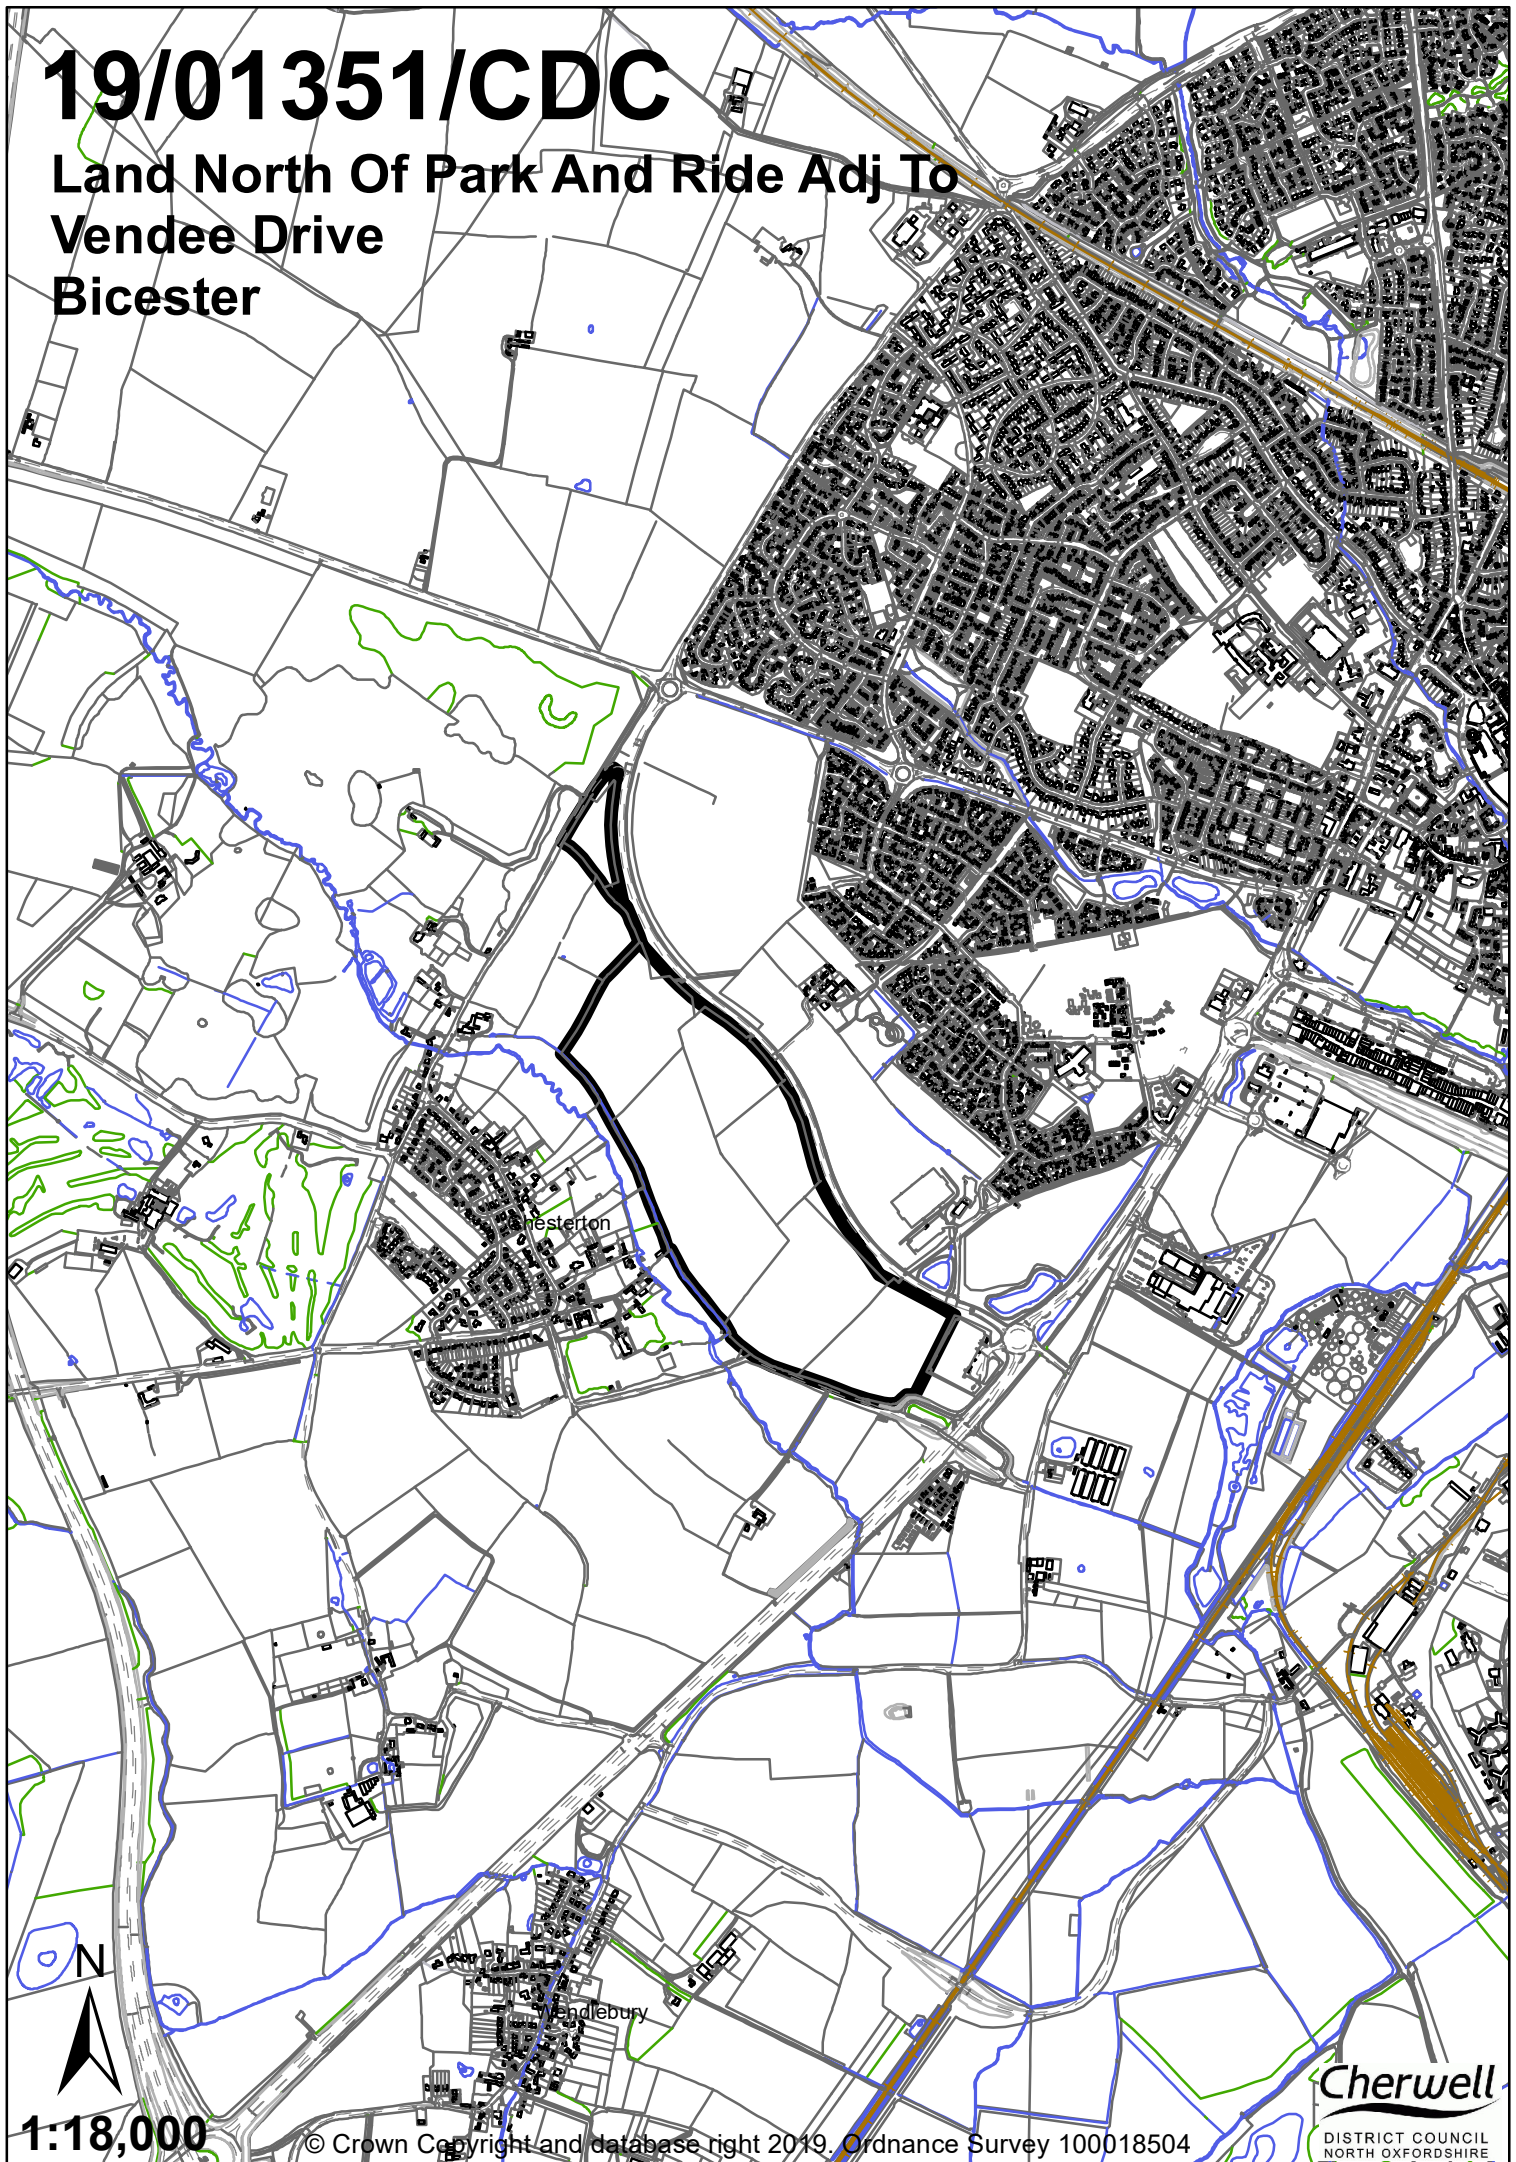 19/01351/CDC
Land North Of Park And Ride Adj To
Vendee Drive
Bicester
Chesterton
Wendlebury
N
1:18,000
© Crown Copyright and database right 2019. Ordnance Survey 100018504
Cherwell
DISTRICT COUNCIL
NORTH OXFORDSHIRE